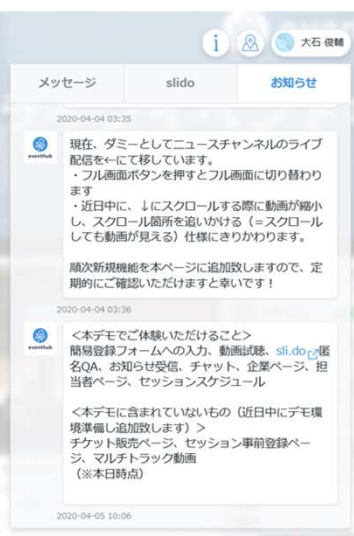 i
大石 俊輔
メッセージ
slido
お知らせ
2020-04-04 03:35
eventhub
現在、ダミーとしてニュースチャンネルのライブ
配信を←にて移しています。
・フル画面ボタンを押すとフル画面に切り替わり
ます
・近日中に、↓にスクロールする際に動画が縮小
し、スクロール箇所を追いかける（＝スクロール
しても動画が見える）仕様にきりかわります。
順次新規機能を本ページに追加致しますので、定
期的にご確認いただけますと幸いです！
2020-04-04 03:36
eventhub
＜本デモでご体験いただけること＞
簡易登録フォームへの入力、動画試聴、sli.do匿
名QA、お知らせ受信、チャット、企業ページ、担
当者ページ、セッションスケジュール
＜本デモに含まれていないもの（近日中にデモ環
境準備し追加致します）＞
チケット販売ページ、セッション事前登録ペー
ジ、マルチトラック動画
（※本日時点）
2020-04-05 10:06